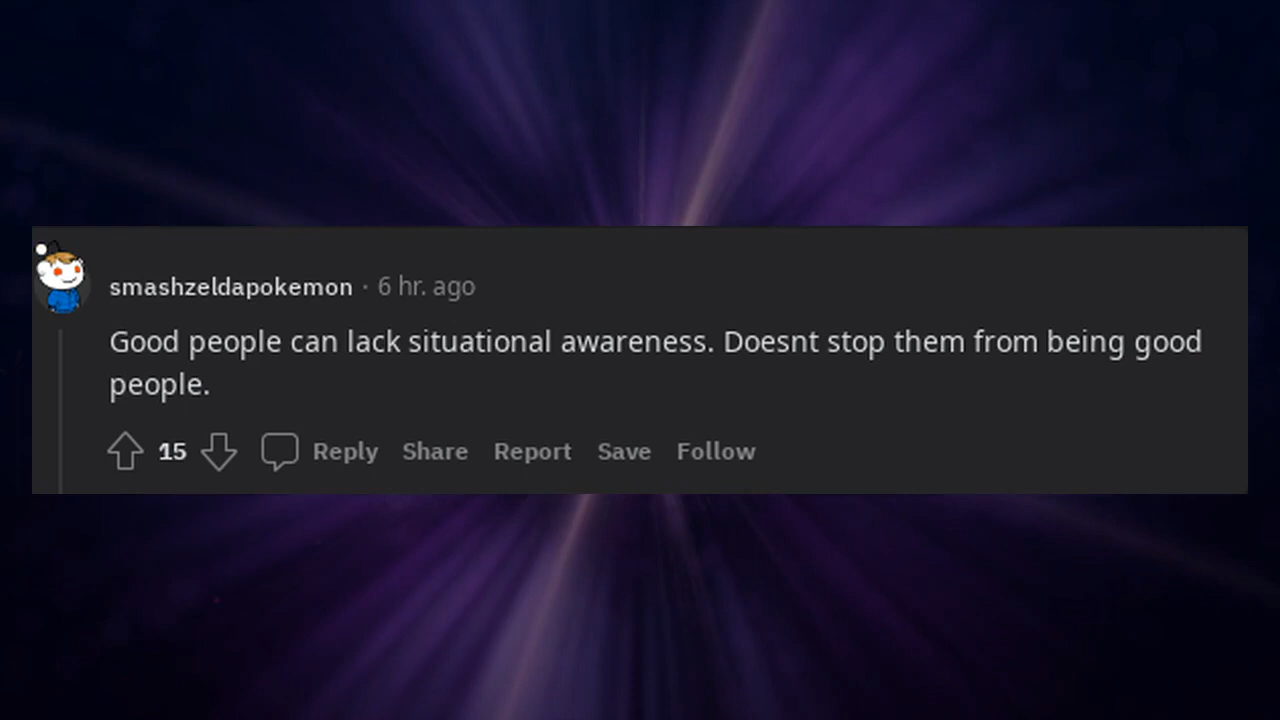 smashzeldapokemon · 6 hr. ago
Good people can lack situational awareness. Doesnt stop them from being good
people.
15 Reply Share Report Save Follow